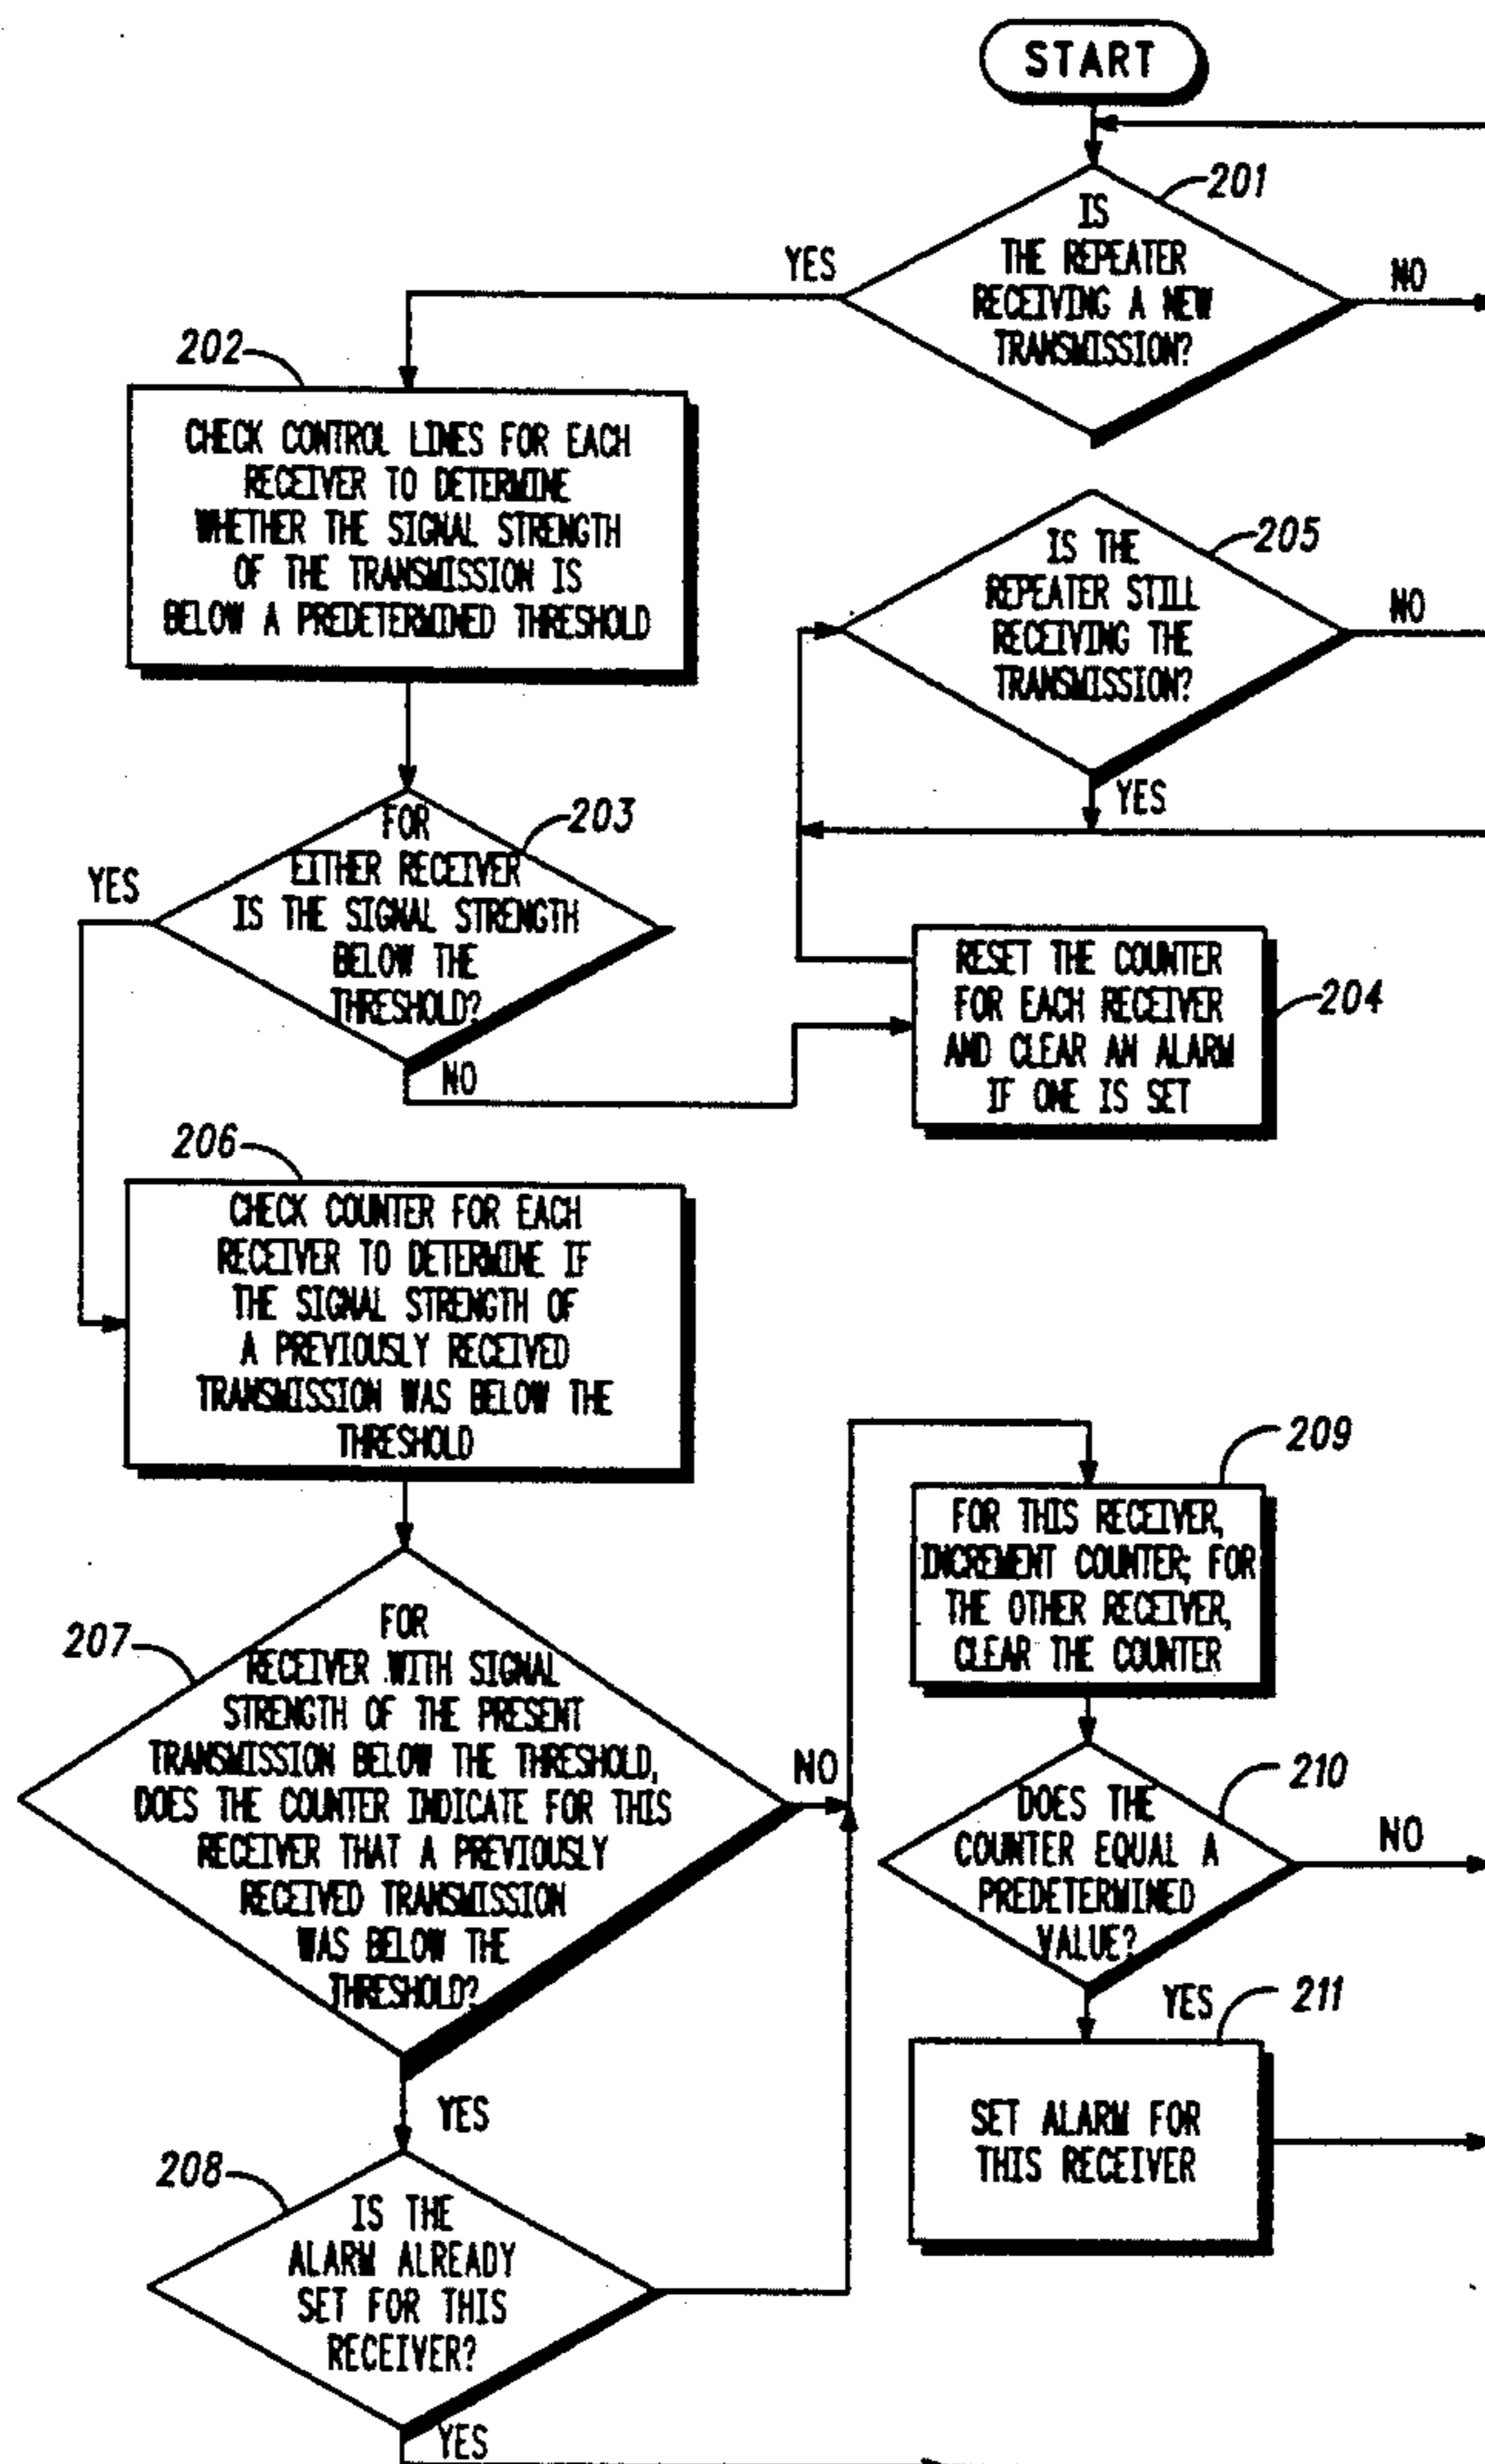 START
201
IS
THE REPEATER
RECEIVING A NEW
TRANSMISSION?
YES
NO
202
CHECK CONTROL LINES FOR EACH
RECEIVER TO DETERMINE
WHETHER THE SIGNAL STRENGTH
OF THE TRANSMISSION IS
BELOW A PREDETERMINED THRESHOLD
205
IS THE
REPEATER STILL
RECEIVING THE
TRANSMISSION?
NO
YES
203
FOR
EITHER RECEIVER
IS THE SIGNAL STRENGTH
BELOW THE
THRESHOLD?
YES
NO
204
RESET THE COUNTER
FOR EACH RECEIVER
AND CLEAR AN ALARM
IF ONE IS SET
206
CHECK COUNTER FOR EACH
RECEIVER TO DETERMINE IF
THE SIGNAL STRENGTH OF
A PREVIOUSLY RECEIVED
TRANSMISSION WAS BELOW THE
THRESHOLD
207
FOR
RECEIVER WITH SIGNAL
STRENGTH OF THE PRESENT
TRANSMISSION BELOW THE THRESHOLD,
DOES THE COUNTER INDICATE FOR THIS
RECEIVER THAT A PREVIOUSLY
RECEIVED TRANSMISSION
WAS BELOW THE
THRESHOLD?
NO
YES
208
IS THE
ALARM ALREADY
SET FOR THIS
RECEIVER?
YES
209
FOR THIS RECEIVER,
INCREMENT COUNTER; FOR
THE OTHER RECEIVER,
CLEAR THE COUNTER
210
DOES THE
COUNTER EQUAL A
PREDETERMINED
VALUE?
NO
YES
211
SET ALARM FOR
THIS RECEIVER